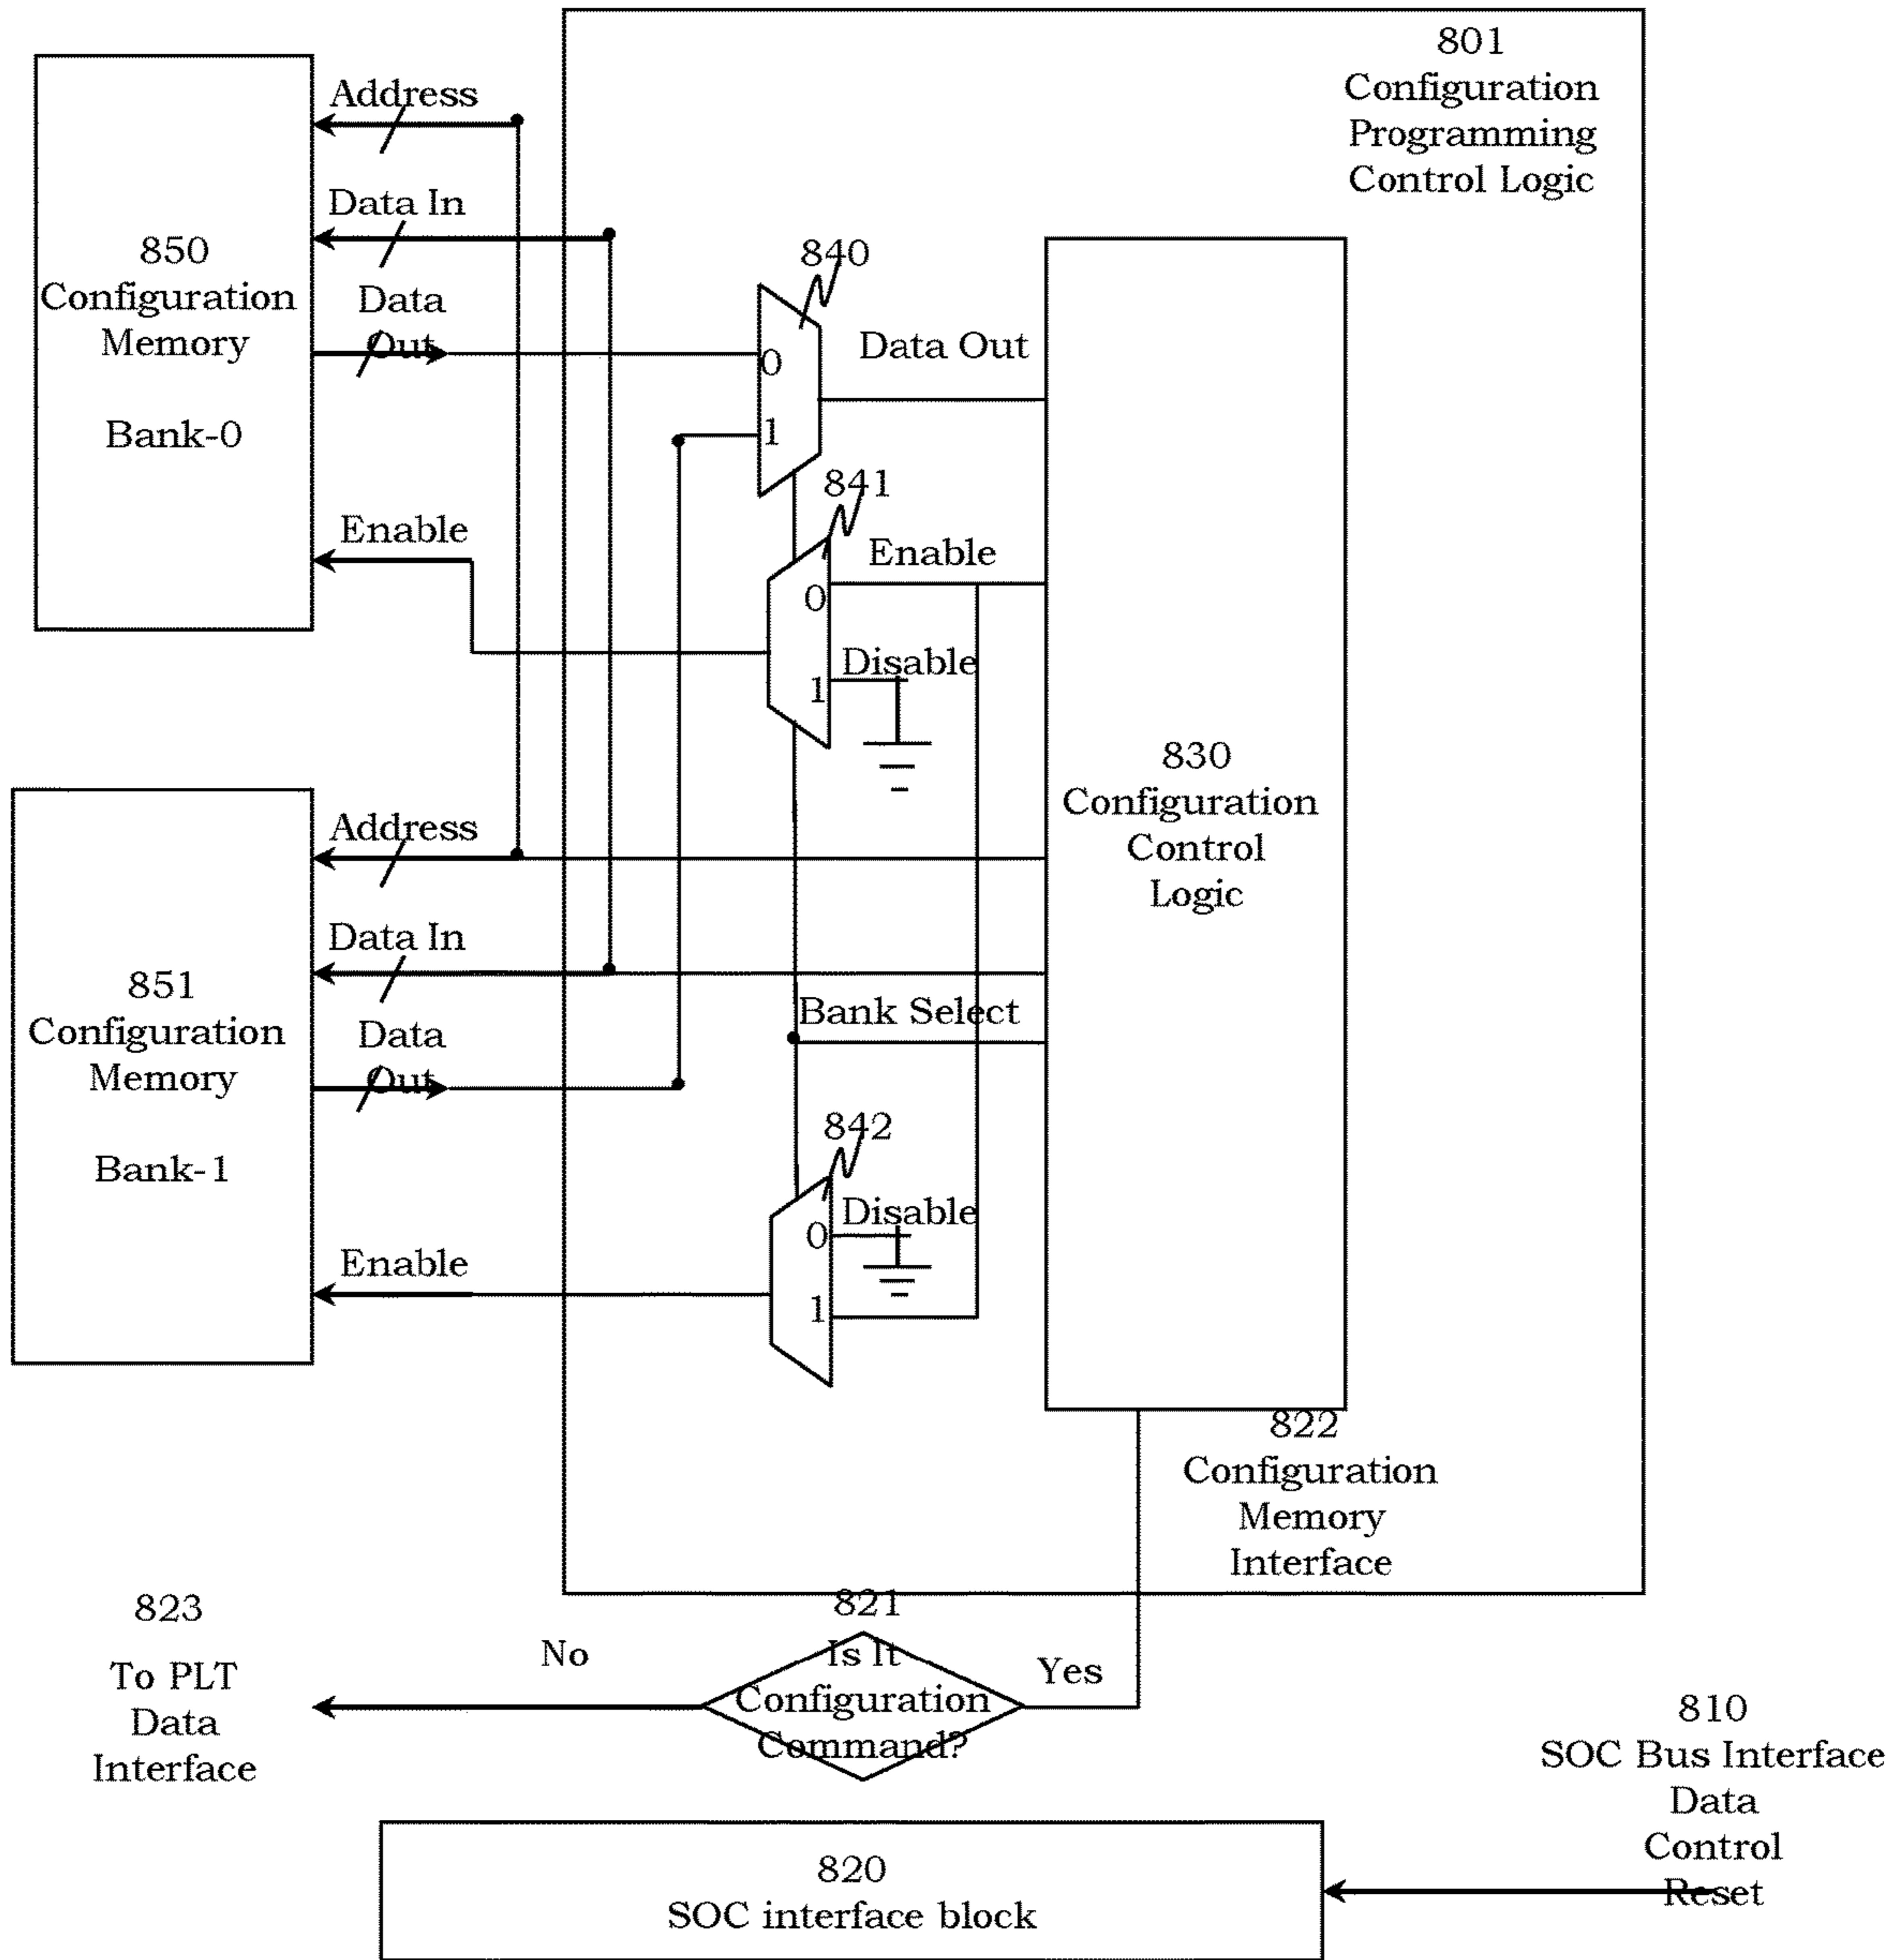 801
Configuration
Programming
Control Logic
Address
Data In
850
Configuration
Memory
Bank-0
Data
Out
840
0
1
Data Out
841
Enable
Enable
0
Disable
1
830
Configuration
Control
Logic
Address
Data In
851
Configuration
Memory
Bank-1
Data
Out
Bank Select
842
Disable
0
Enable
1
822
Configuration
Memory
Interface
823
To PLT
Data
Interface
No
821
Is It
Configuration
Command?
Yes
810
SOC Bus Interface
Data
Control
Reset
820
SOC interface block